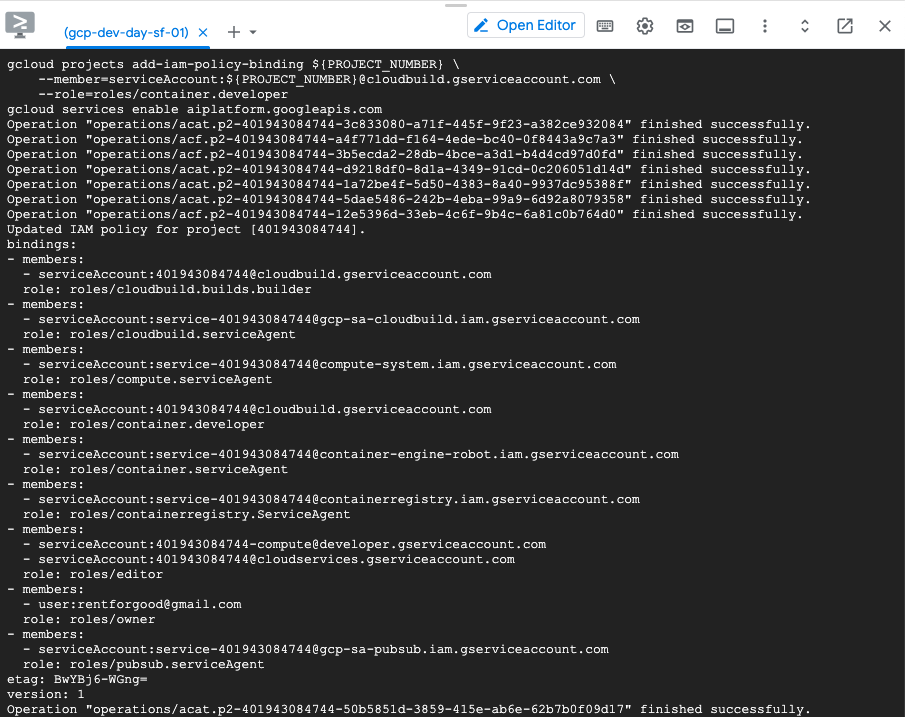 (gcp-dev-day-sf-01)
Open Editor
gcloud projects add-iam-policy-binding ${PROJECT_NUMBER} \
    --member=serviceAccount:${PROJECT_NUMBER}@cloudbuild.gserviceaccount.com \
    --role=roles/container.developer
gcloud services enable aiplatform.googleapis.com
Operation "operations/acat.p2-401943084744-3c833080-a71f-445f-9f23-a382ce932084" finished successfully.
Operation "operations/acf.p2-401943084744-a4f771dd-f164-4ede-bc40-0f8443a9c7a3" finished successfully.
Operation "operations/acf.p2-401943084744-3b5ecda2-28db-4bce-a3d1-b4d4cd97d0fd" finished successfully.
Operation "operations/acat.p2-401943084744-d9218df0-8d1a-4349-91cd-0c206051d14d" finished successfully.
Operation "operations/acf.p2-401943084744-1a72be4f-5d50-4383-8a40-9937dc95388f" finished successfully.
Operation "operations/acat.p2-401943084744-5dae5486-242b-4eba-99a9-6d92a8079358" finished successfully.
Operation "operations/acf.p2-401943084744-12e5396d-33eb-4c6f-9b4c-6a81c0b764d0" finished successfully.
Updated IAM policy for project [401943084744].
bindings:
- members:
  - serviceAccount:401943084744@cloudbuild.gserviceaccount.com
  role: roles/cloudbuild.builds.builder
- members:
  - serviceAccount:service-401943084744@gcp-sa-cloudbuild.iam.gserviceaccount.com
  role: roles/cloudbuild.serviceAgent
- members:
  - serviceAccount:service-401943084744@compute-system.iam.gserviceaccount.com
  role: roles/compute.serviceAgent
- members:
  - serviceAccount:401943084744@cloudbuild.gserviceaccount.com
  role: roles/container.developer
- members:
  - serviceAccount:service-401943084744@container-engine-robot.iam.gserviceaccount.com
  role: roles/container.serviceAgent
- members:
  - serviceAccount:service-401943084744@containerregistry.iam.gserviceaccount.com
  role: roles/containerregistry.ServiceAgent
- members:
  - serviceAccount:401943084744-compute@developer.gserviceaccount.com
  - serviceAccount:401943084744@cloudservices.gserviceaccount.com
  role: roles/editor
- members:
  - user:rentforgood@gmail.com
  role: roles/owner
- members:
  - serviceAccount:service-401943084744@gcp-sa-pubsub.iam.gserviceaccount.com
  role: roles/pubsub.serviceAgent
etag: BwYBj6-WGng=
version: 1
Operation "operations/acat.p2-401943084744-50b5851d-3859-415e-ab6e-62b7b0f09d17" finished successfully.